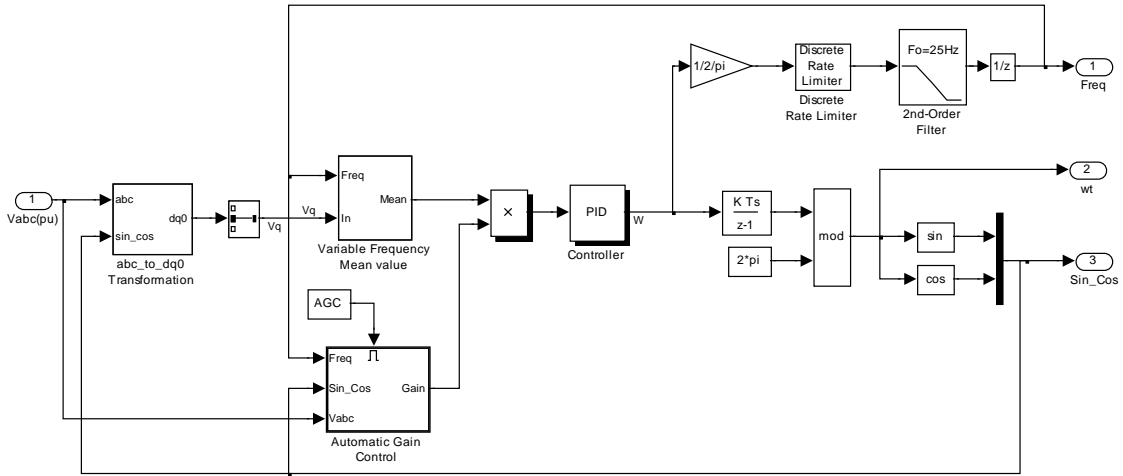 Fo=25Hz
1/2/pi
Discrete
Rate
Limiter
1/z
1
Freq
Discrete
Rate Limiter
2nd-Order
Filter
1
Vabc(pu)
abc
sin_cos
dq0
abc_to_dq0
Transformation
Vq
Vq
Freq
In
Mean
Variable Frequency
Mean value
×
PID
Controller
W
K Ts
z-1
2*pi
mod
2
wt
sin
cos
3
Sin_Cos
AGC
Freq
Sin_Cos
Vabc
Gain
Automatic Gain
Control